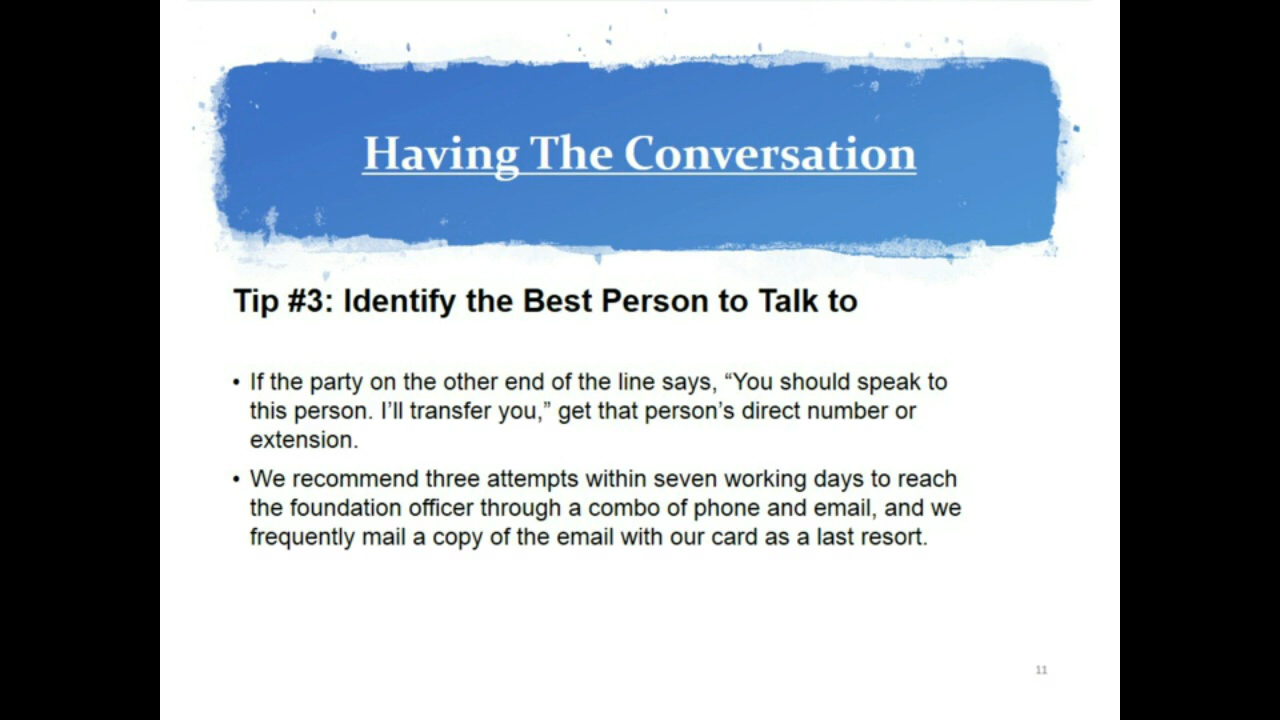 Having The Conversation
Tip #3: Identify the Best Person to Talk to
• If the party on the other end of the line says, “You should speak to
this person. I’ll transfer you,” get that person’s direct number or
extension.
• We recommend three attempts within seven working days to reach
the foundation officer through a combo of phone and email, and we
frequently mail a copy of the email with our card as a last resort.
11